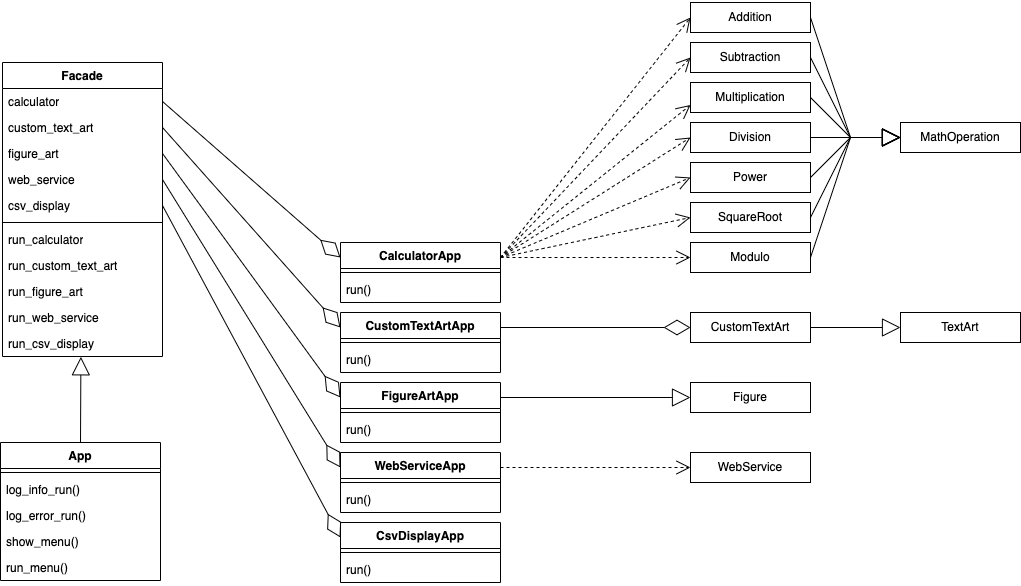 Facade
calculator
custom_text_art
figure_art
web_service
csv_display
run_calculator
run_custom_text_art
run_figure_art
run_web_service
run_csv_display
App
log_info_run()
log_error_run()
show_menu()
run_menu()
CalculatorApp
run()
CustomTextArtApp
run()
FigureArtApp
run()
WebServiceApp
run()
CsvDisplayApp
run()
Addition
Subtraction
Multiplication
Division
Power
SquareRoot
Modulo
CustomTextArt
Figure
WebService
MathOperation
TextArt